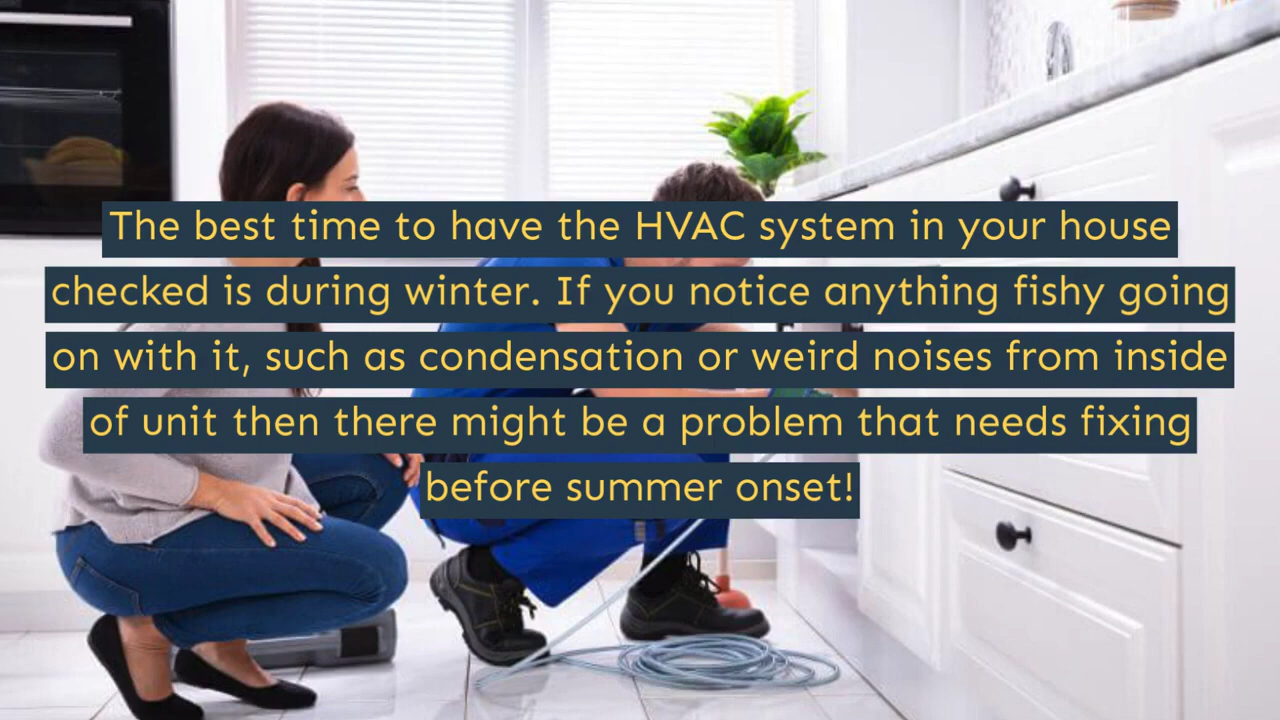 The best time to have the HVAC system in your house
checked is during winter. If you notice anything fishy going
on with it, such as condensation or weird noises from inside
of unit then there might be a problem that needs fixing
before summer onset!